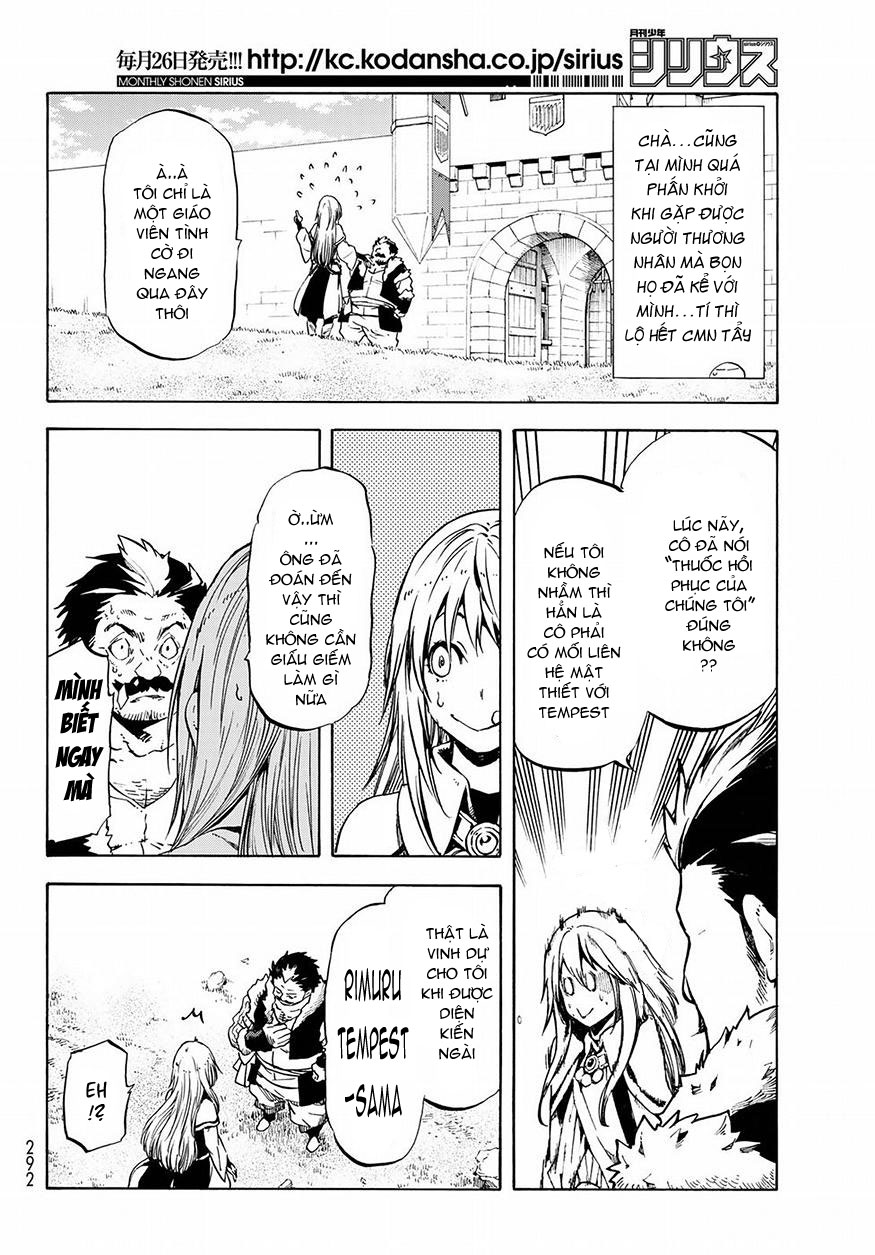 毎月26日発売!!! http://kc.kodansha.co.jp/sirius
MONTHLY SHONEN SIRIUS
月刊少年
シリウス
CHÀ...CŨNG
TẠI MÌNH QUÁ
PHẤN KHỞI
KHI GẶP ĐƯỢC
NGƯỜI THƯƠNG
NHÂN MÀ BỌN
HỌ ĐÃ KỂ VỚI
MÌNH...TÍ THÌ
LỘ HẾT CMN TẨY
À..À
TÔI CHỈ LÀ
MỘT GIÁO
VIÊN TÌNH
CỜ ĐI
NGANG
QUA ĐÂY
THÔI
LÚC NÃY,
CÔ ĐÃ NÓI
“THUỐC HỒI
PHỤC CỦA
CHÚNG TÔI”
ĐÚNG
KHÔNG
??
NẾU TÔI
KHÔNG
NHẦM THÌ
HẲN LÀ
CÔ PHẢI
CÓ MỐI LIÊN
HỆ MẬT
THIẾT VỚI
TEMPEST
Ờ..ỪM
...
ÔNG ĐÃ
ĐOÁN ĐẾN
VẬY THÌ
CŨNG
KHÔNG CẦN
GIẤU GIẾM
LÀM GÌ
NỮA
MÌNH
BIẾT
NGAY
MÀ
THẬT LÀ
VINH DỰ
CHO TÔI
KHI ĐƯỢC
DIỆN
KIẾN
NGÀI
RIMURU
TEMPEST
-SAMA
EH
!?
292